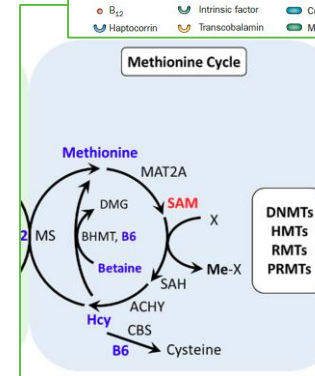 B12 Intrinsic factor
Haptocorrin Transcobalamin
Methionine Cycle
Methionine
MAT2A
DMG
SAM
X
2 MS
BHMT, B6
Betaine
Me-X
SAH
ACHY
Hcy
CBS
B6
Cysteine
DNMTs
HMTs
RMTs
PRMTs